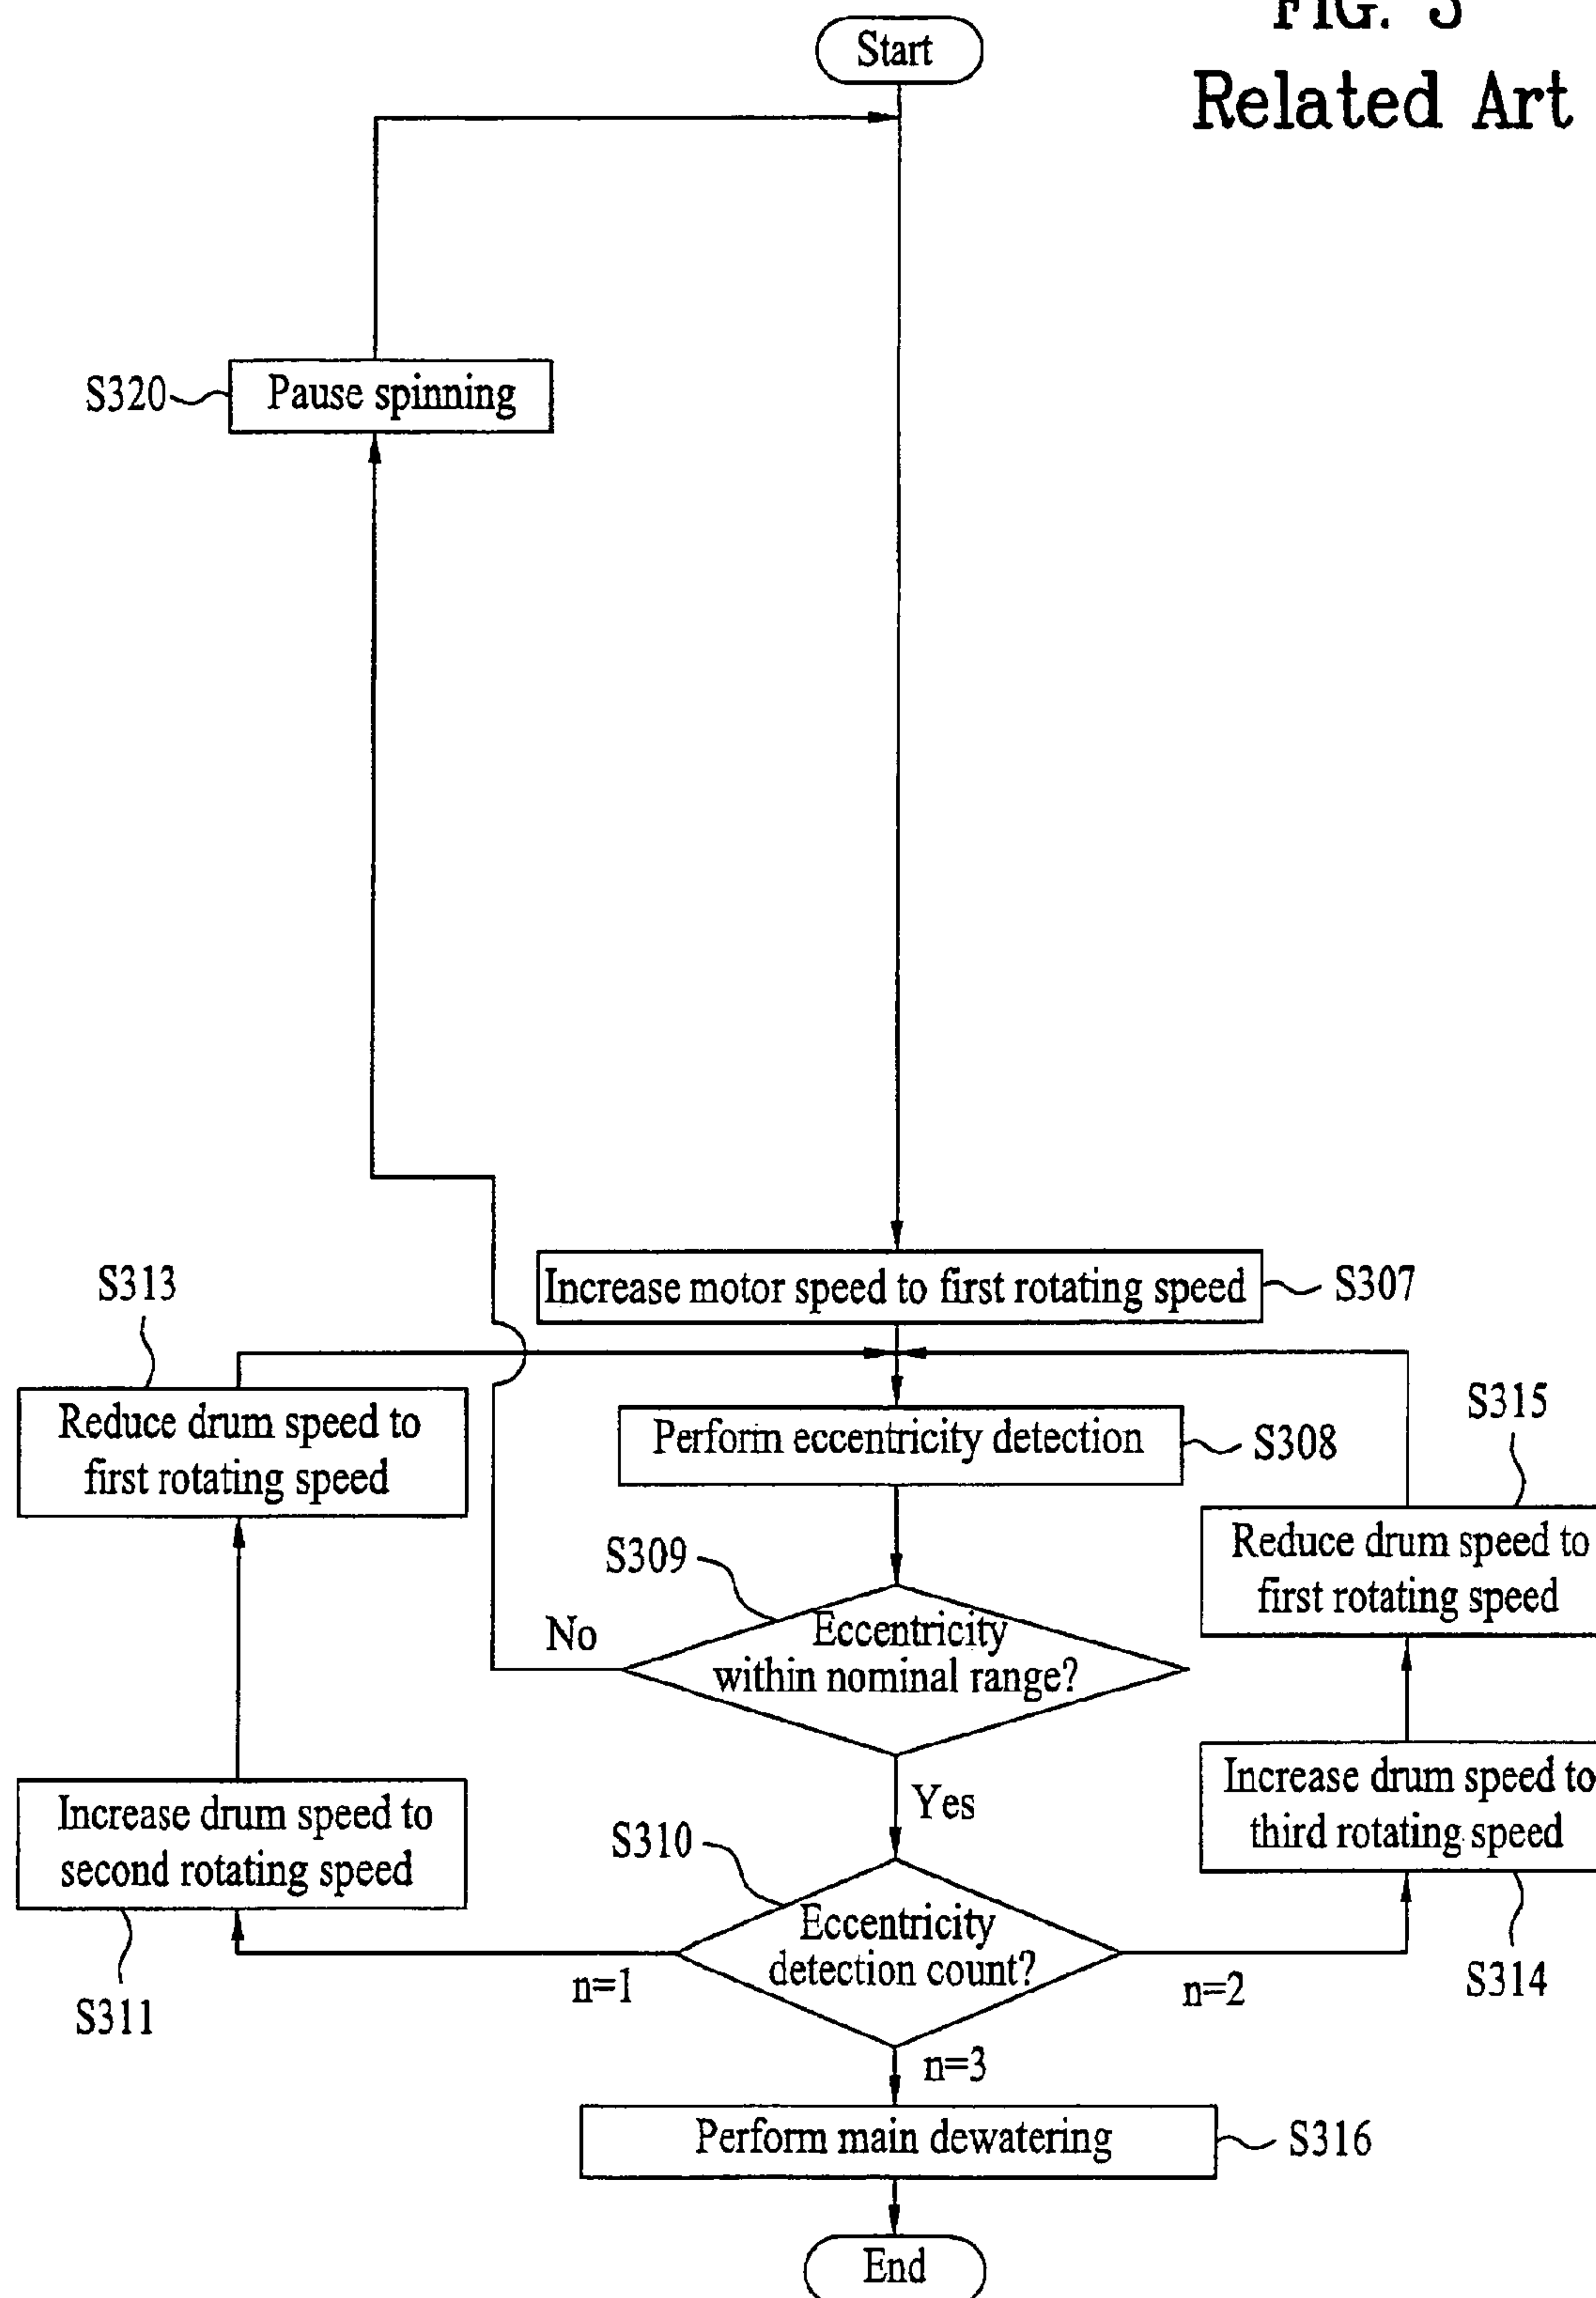 FIG. 3
Related Art
Start
S320
Pause spinning
Increase motor speed to first rotating speed
S307
S313
Reduce drum speed to
first rotating speed
Perform eccentricity detection
S308
S315
Reduce drum speed to
first rotating speed
S309
Eccentricity
within nominal range?
No
Yes
Increase drum speed to
second rotating speed
S311
Increase drum speed to
third rotating speed
S314
S310
Eccentricity
detection count?
n=1
n=2
n=3
Perform main dewatering
S316
End